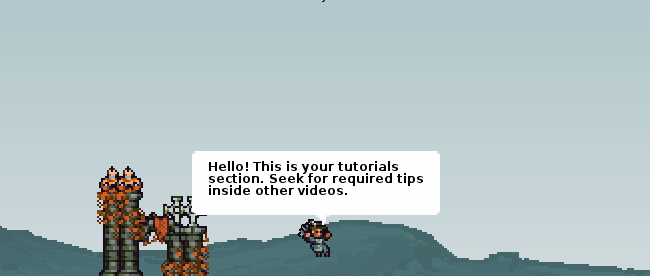 Hello! This is your tutorials
section. Seek for required tips
inside other videos.